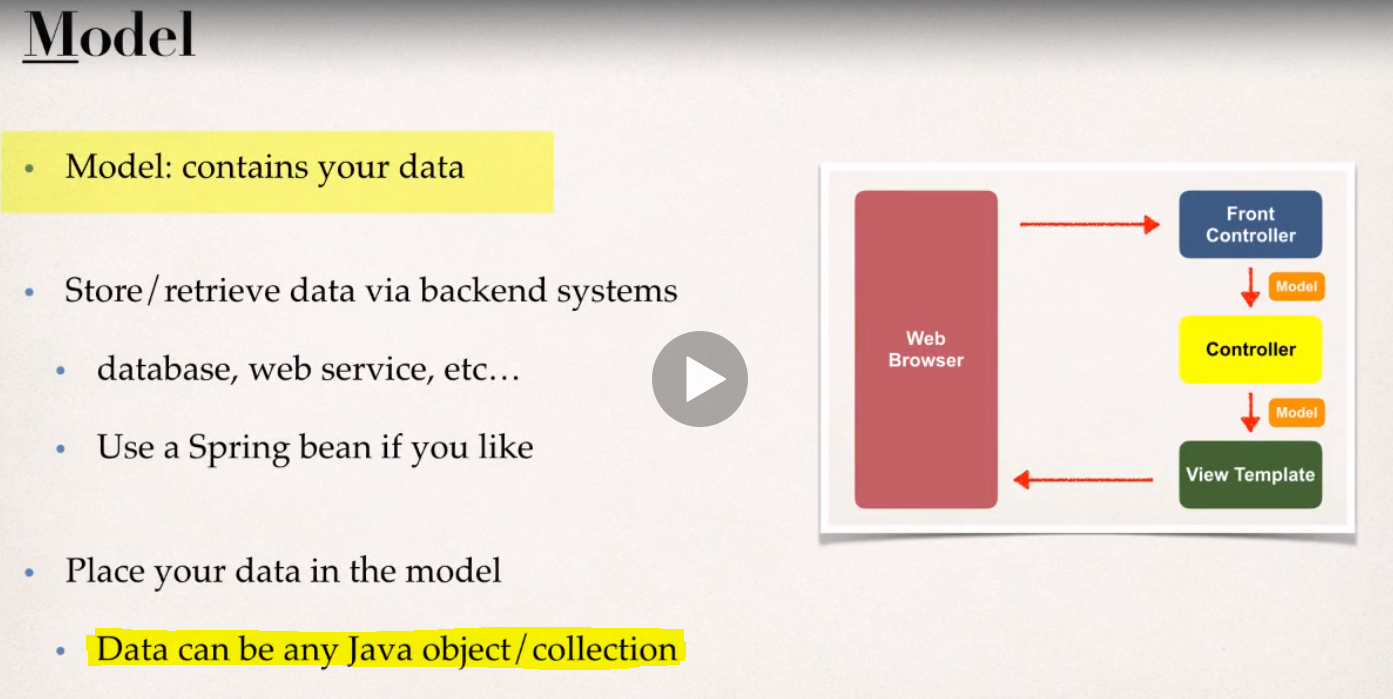 Model
Model: contains your data
Store/retrieve data via backend systems
database, web service, etc…
Use a Spring bean if you like
Place your data in the model
Data can be any Java object/collection
Web
Browser
Front
Controller
Model
Controller
Model
View Template